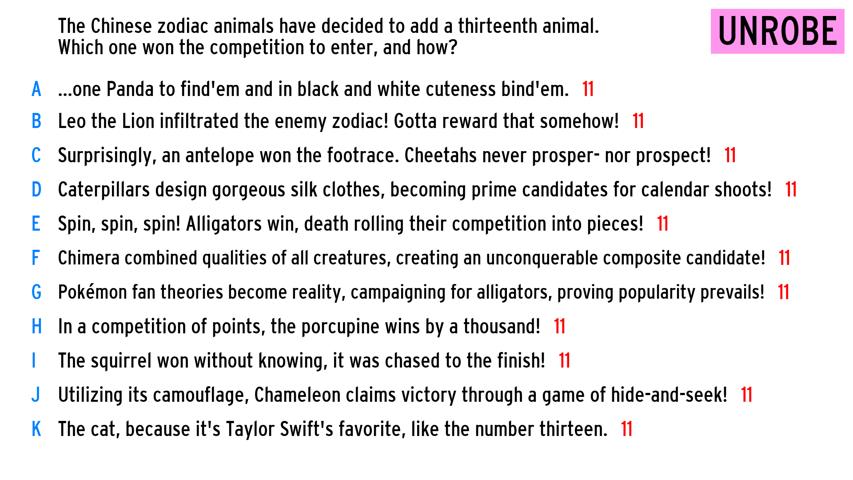 The Chinese zodiac animals have decided to add a thirteenth animal.
Which one won the competition to enter, and how?
UNROBE
A ...one Panda to find'em and in black and white cuteness bind'em. 11
B Leo the Lion infiltrated the enemy zodiac! Gotta reward that somehow! 11
C Surprisingly, an antelope won the footrace. Cheetahs never prosper- nor prospect! 11
D Caterpillars design gorgeous silk clothes, becoming prime candidates for calendar shoots! 11
E Spin, spin, spin! Alligators win, death rolling their competition into pieces! 11
F Chimera combined qualities of all creatures, creating an unconquerable composite candidate! 11
G Pokémon fan theories become reality, campaigning for alligators, proving popularity prevails! 11
H In a competition of points, the porcupine wins by a thousand! 11
I The squirrel won without knowing, it was chased to the finish! 11
J Utilizing its camouflage, Chameleon claims victory through a game of hide-and-seek! 11
K The cat, because it's Taylor Swift's favorite, like the number thirteen. 11